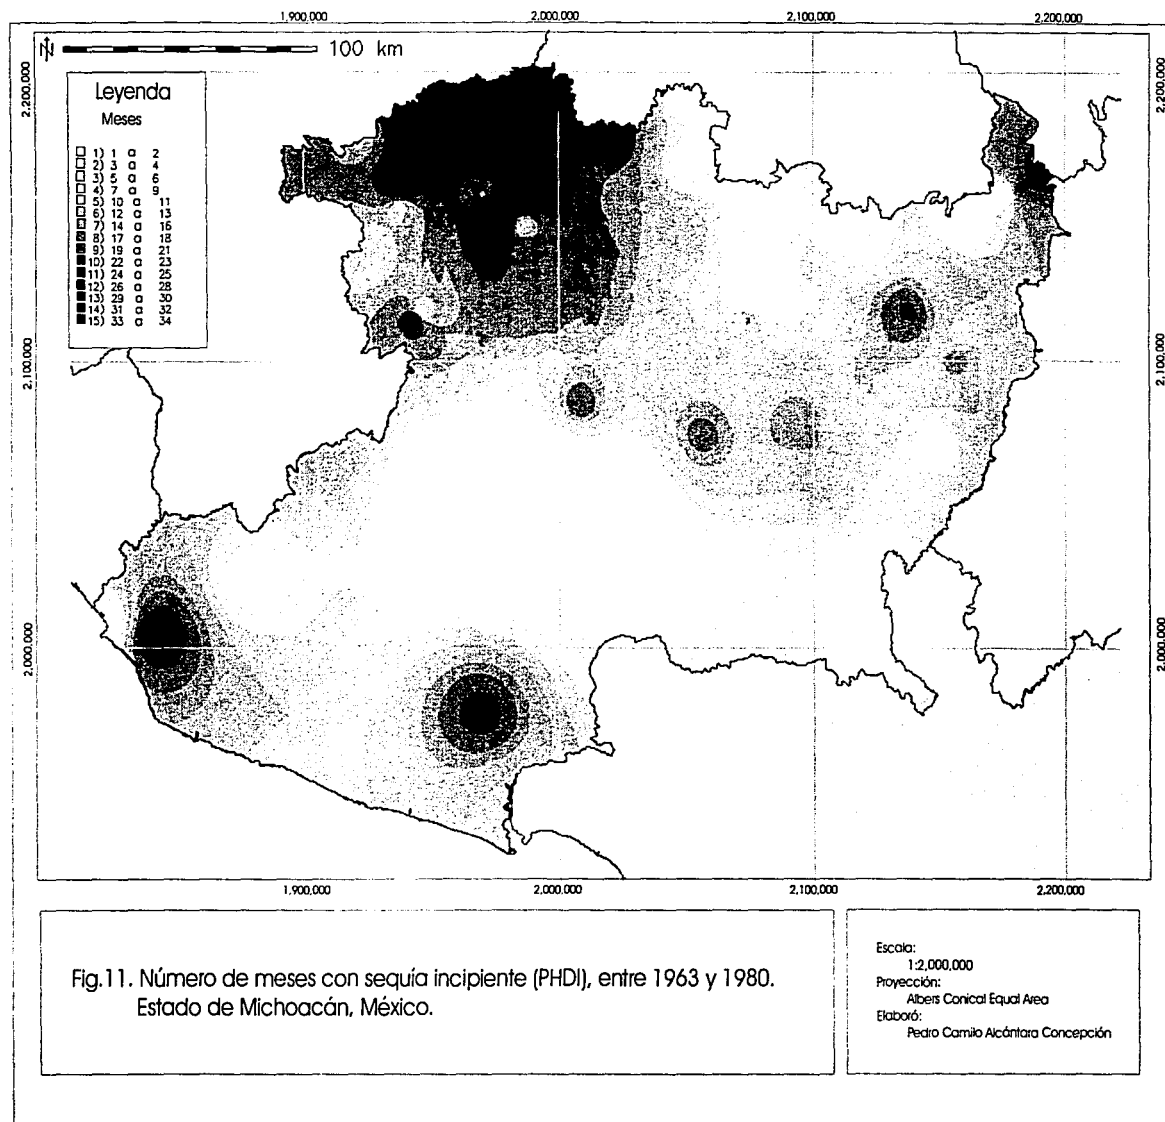 1,900,000 2,000,000 2,100,000 2,200,000
N 100 km
2,200,000 2,200,000
Leyenda
Meses
1) 1 a 2
2) 3 a 4
3) 5 a 6
4) 7 a 9
5) 10 a 11
6) 12 a 13
7) 14 a 16
8) 17 a 18
9) 19 a 21
10) 22 a 23
11) 24 a 25
12) 26 a 28
13) 29 a 30
14) 31 a 32
15) 33 a 34
2,100,000 2,100,000
2,000,000 2,000,000
1,900,000 2,000,000 2,100,000 2,200,000
Fig.11. Número de meses con sequía incipiente (PHDI), entre 1963 y 1980.
Estado de Michoacán, México.
Escala:
1:2,000,000
Proyección:
Albers Conical Equal Area
Elaboró:
Pedro Camilo Alcántara Concepción